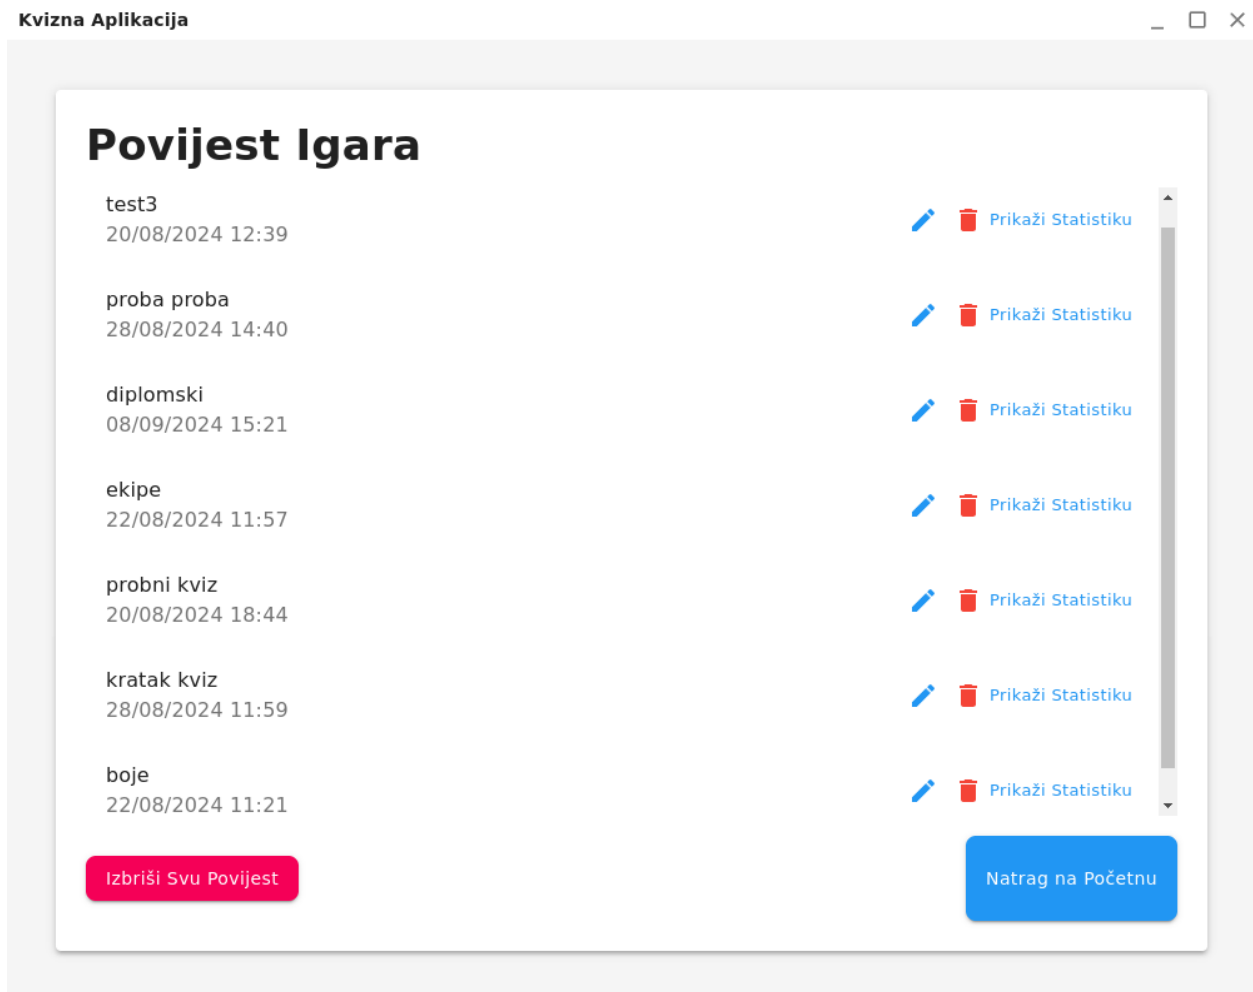 Kvizna Aplikacija
Povijest Igara
test3
20/08/2024 12:39
Prikaži Statistiku
proba proba
28/08/2024 14:40
Prikaži Statistiku
diplomski
08/09/2024 15:21
Prikaži Statistiku
ekipe
22/08/2024 11:57
Prikaži Statistiku
probni kviz
20/08/2024 18:44
Prikaži Statistiku
kratak kviz
28/08/2024 11:59
Prikaži Statistiku
boje
22/08/2024 11:21
Prikaži Statistiku
Izbriši Svu Povijest
Natrag na Početnu